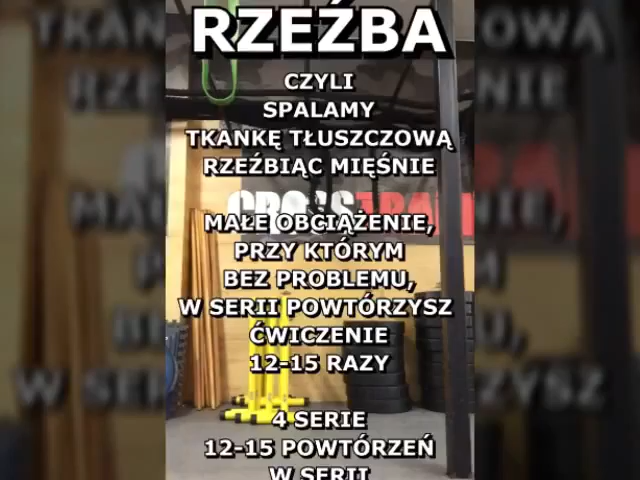 RZEŹBA
CZYLI
SPALAMY
TKANKĘ TŁUSZCZOWĄ
RZEŹBIĄC MIĘŚNIE
MAŁE OBCIĄŻENIE,
PRZY KTÓRYM
BEZ PROBLEMU,
W SERII POWTÓRZYSZ
ĆWICZENIE
12-15 RAZY
4 SERIE
12-15 POWTÓRZEŃ
W SERII